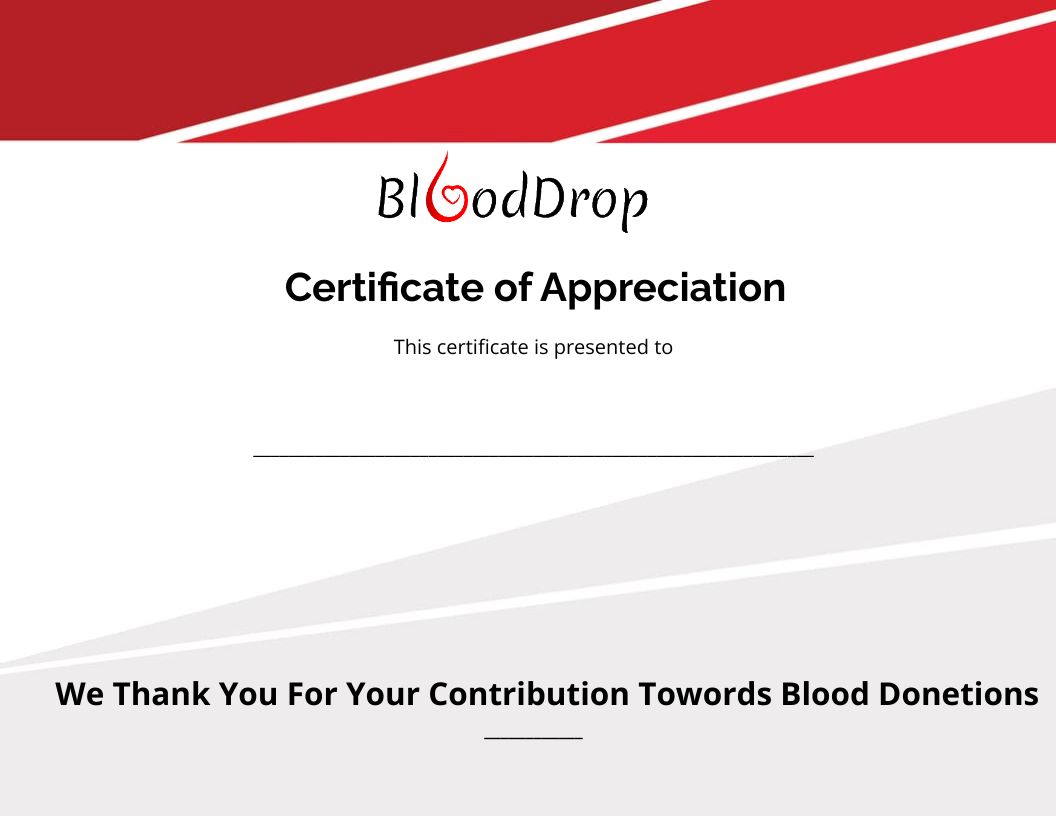 BloodDrop
Certificate of Appreciation
This certificate is presented to
We Thank You For Your Contribution Towords Blood Donetions